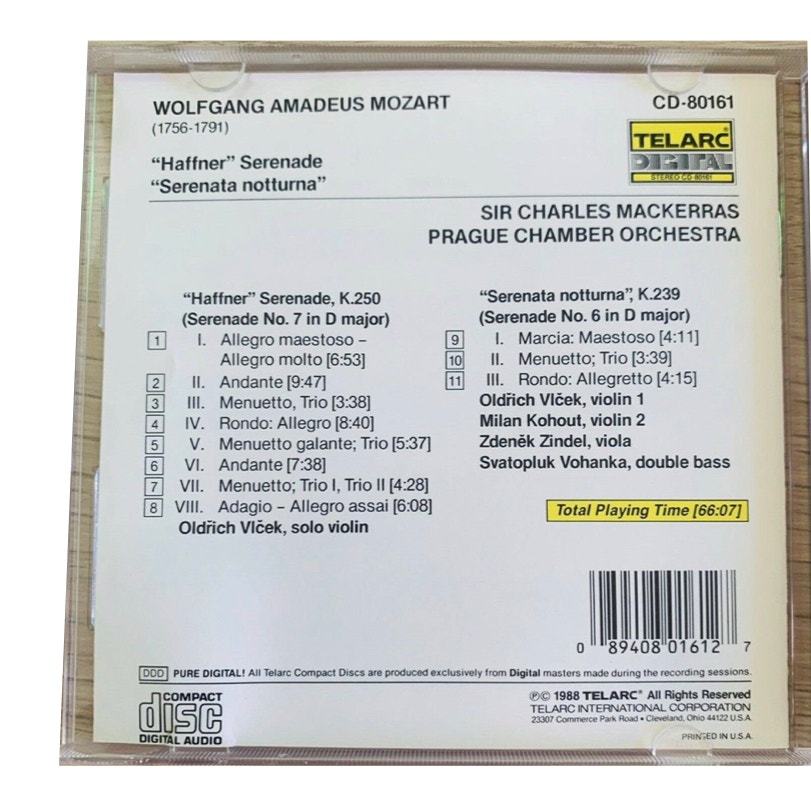 WOLFGANG AMADEUS MOZART
(1756-1791)
"Haffner" Serenade
"Serenata notturna"
CD-80161
TELARC®
DIGITAL
STEREO CD-80161
SIR CHARLES MACKERRAS
PRAGUE CHAMBER ORCHESTRA
"Haffner" Serenade, K.250
(Serenade No. 7 in D major)
1 I. Allegro maestoso –
Allegro molto [6:53]
2 II. Andante [9:47]
3 III. Menuetto, Trio [3:38]
4 IV. Rondo: Allegro [8:40]
5 V. Menuetto galante; Trio [5:37]
6 VI. Andante [7:38]
7 VII. Menuetto; Trio I, Trio II [4:28]
8 VIII. Adagio – Allegro assai [6:08]
Oldřich Vlček, solo violin
"Serenata notturna", K.239
(Serenade No. 6 in D major)
9 I. Marcia: Maestoso [4:11]
10 II. Menuetto; Trio [3:39]
11 III. Rondo: Allegretto [4:15]
Oldřich Vlček, violin 1
Milan Kohout, violin 2
Zdeněk Zindel, viola
Svatopluk Vohanka, double bass
Total Playing Time [66:07]
0 89408 01612 7
DDD PURE DIGITAL! All Telarc Compact Discs are produced exclusively from Digital masters made during the recording sessions.
COMPACT
disc
DIGITAL AUDIO
℗© 1988 TELARC® All Rights Reserved
TELARC INTERNATIONAL CORPORATION
23307 Commerce Park Road • Cleveland, Ohio 44122 U.S.A.
PRINTED IN U.S.A.